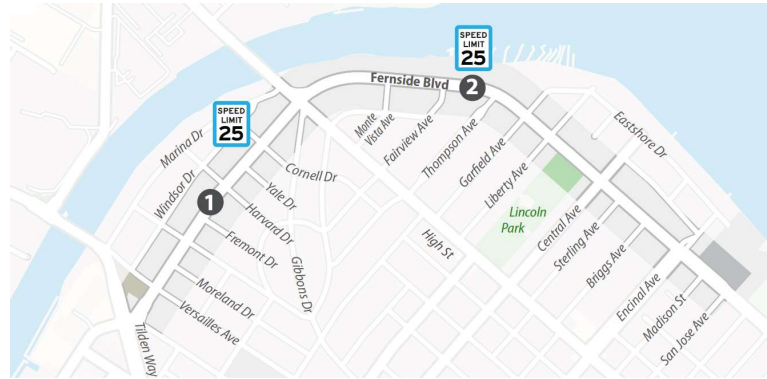 SPEED
LIMIT
25
Fernside Blvd
2
SPEED
LIMIT
25
Marina Dr
Windsor Dr
1
Monte
Vista Ave
Fairview Ave
Thompson Ave
Garfield Ave
Liberty Ave
Eastshore Dr
Cornell Dr
Yale Dr
Harvard Dr
Fremont Dr
Gibbons Dr
Moreland Dr
Versailles Ave
Tilden Way
High St
Lincoln
Park
Central Ave
Sterling Ave
Briggs Ave
Encinal Ave
Madison St
San Jose Ave